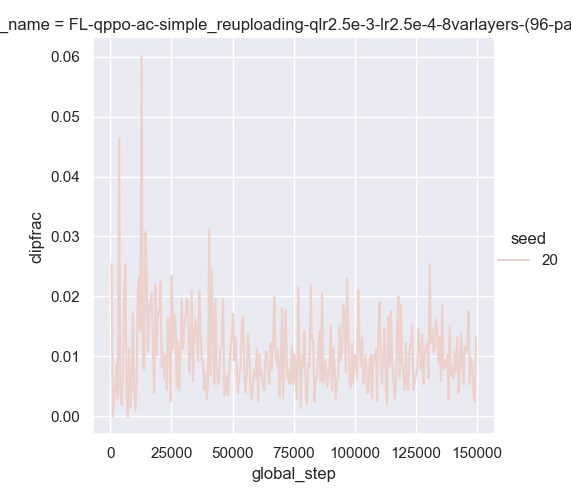 _name = FL-qppo-ac-simple_reuploading-qlr2.5e-3-lr2.5e-4-8varlayers-(96-pa
0.06
0.05
0.04
0.03
0.02
0.01
0.00
clipfrac
0 25000 50000 75000 100000 125000 150000
global_step
seed
20